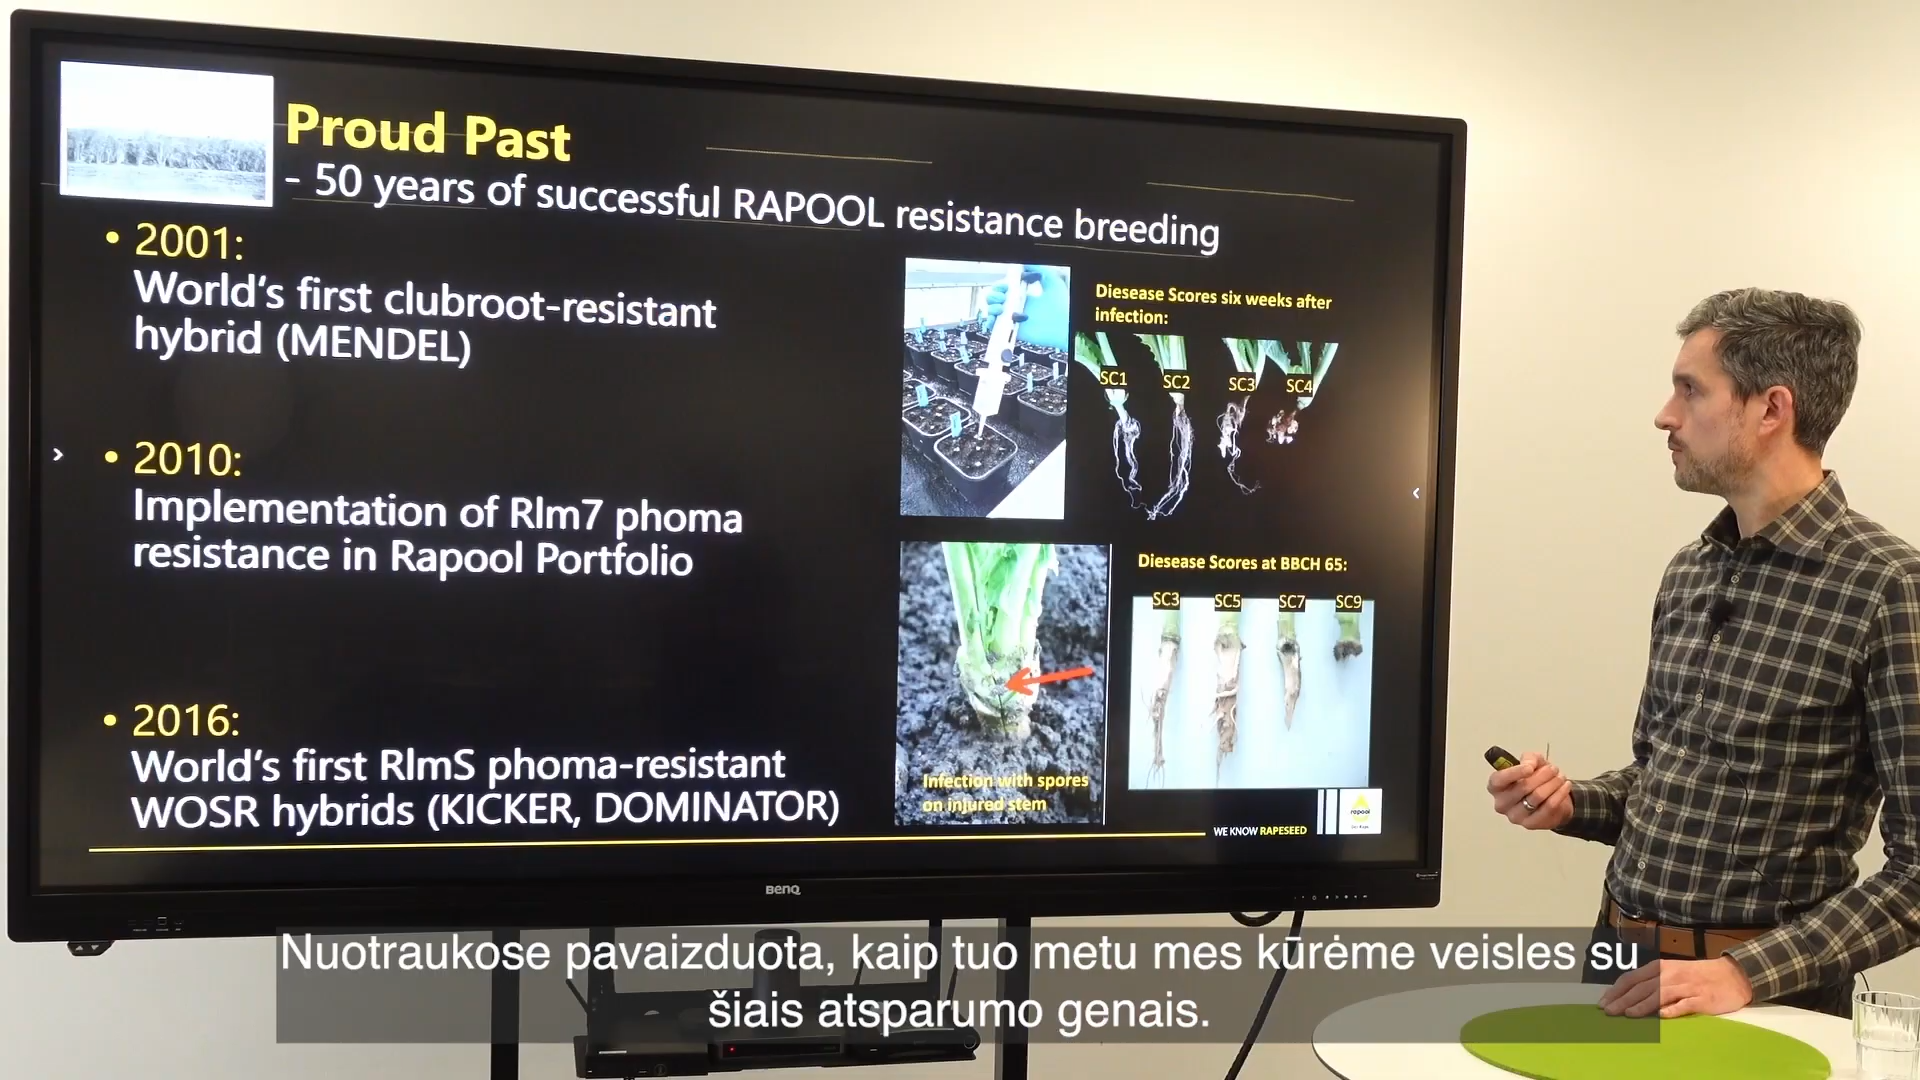 Proud Past
- 50 years of successful RAPOOL resistance breeding
• 2001:
World's first clubroot-resistant
hybrid (MENDEL)
• 2010:
Implementation of Rlm7 phoma
resistance in Rapool Portfolio
• 2016:
World's first RlmS phoma-resistant
WOSR hybrids (KICKER, DOMINATOR)
Diesease Scores six weeks after
infection:
SC1 SC2 SC3 SC4
Diesease Scores at BBCH 65:
SC3 SC5 SC7 SC9
Infection with spores
on injured stem
WE KNOW RAPESEED
rapool
BenQ
Nuotraukose pavaizduota, kaip tuo metu mes kūrėme veisles su
šiais atsparumo genais.